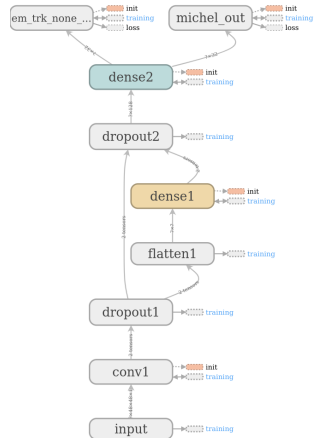 em_trk_none_...
init
training
loss
michel_out
init
training
loss
dense2
init
training
dropout2
training
dense1
init
training
flatten1
training
dropout1
training
conv1
init
training
input
training